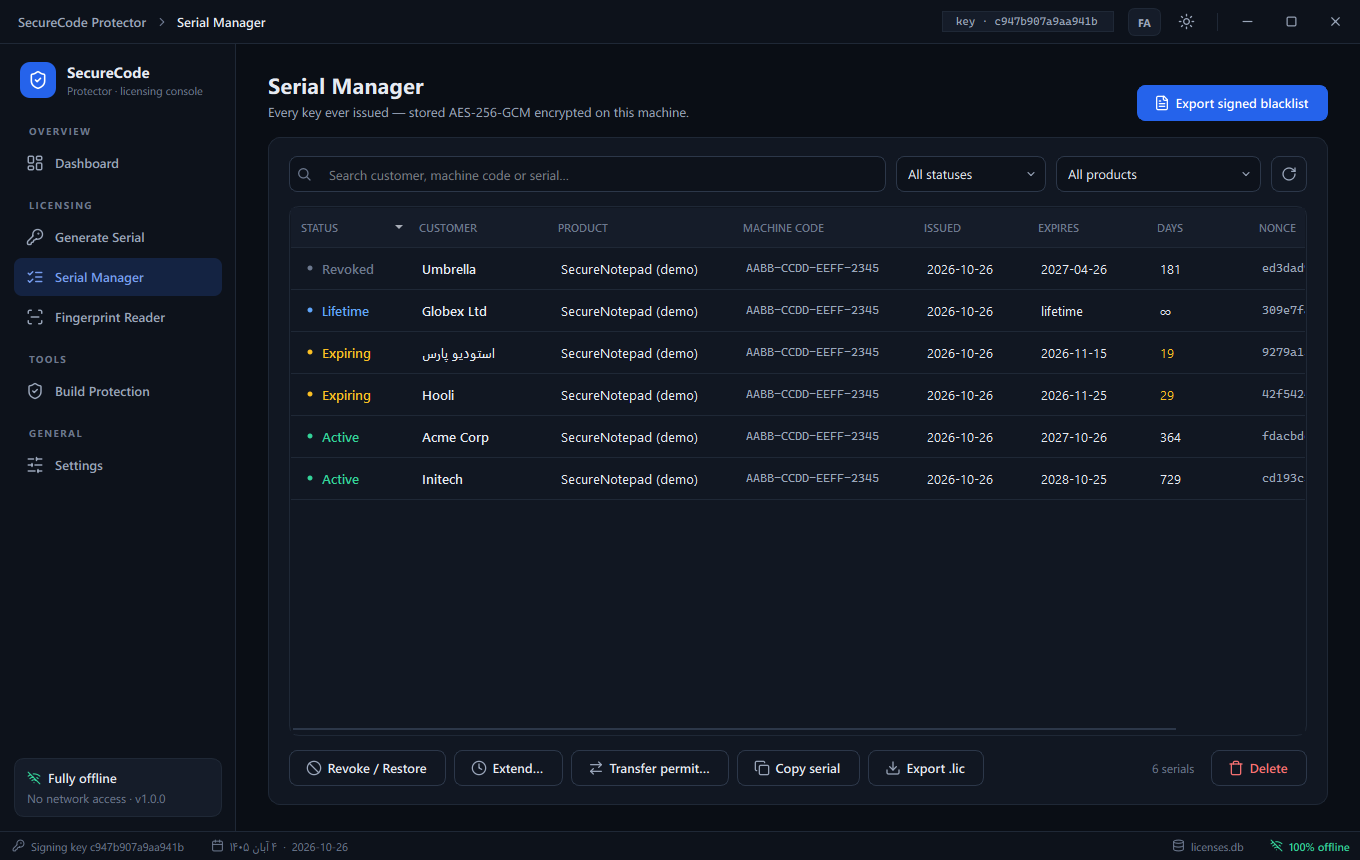 SecureCode Protector > Serial Manager
key · c947b907a9aa941b
FA
SecureCode
Protector · licensing console
OVERVIEW
Dashboard
LICENSING
Generate Serial
Serial Manager
Fingerprint Reader
TOOLS
Build Protection
GENERAL
Settings
Fully offline
No network access · v1.0.0
Serial Manager
Every key ever issued — stored AES-256-GCM encrypted on this machine.
Export signed blacklist
Search customer, machine code or serial...
All statuses
All products
STATUS CUSTOMER PRODUCT MACHINE CODE ISSUED EXPIRES DAYS NONCE
Revoked Umbrella SecureNotepad (demo) AABB-CCDD-EEFF-2345 2026-10-26 2027-04-26 181 ed3dad
Lifetime Globex Ltd SecureNotepad (demo) AABB-CCDD-EEFF-2345 2026-10-26 lifetime ∞ 309e7f
Expiring استودیو پارس SecureNotepad (demo) AABB-CCDD-EEFF-2345 2026-10-26 2026-11-15 19 9279a1
Expiring Hooli SecureNotepad (demo) AABB-CCDD-EEFF-2345 2026-10-26 2026-11-25 29 42f542
Active Acme Corp SecureNotepad (demo) AABB-CCDD-EEFF-2345 2026-10-26 2027-10-26 364 fdacbd
Active Initech SecureNotepad (demo) AABB-CCDD-EEFF-2345 2026-10-26 2028-10-25 729 cd193c
Revoke / Restore
Extend...
Transfer permit...
Copy serial
Export .lic
6 serials
Delete
Signing key c947b907a9aa941b
۴ آبان ۱۴۰۵ · 2026-10-26
licenses.db
100% offline